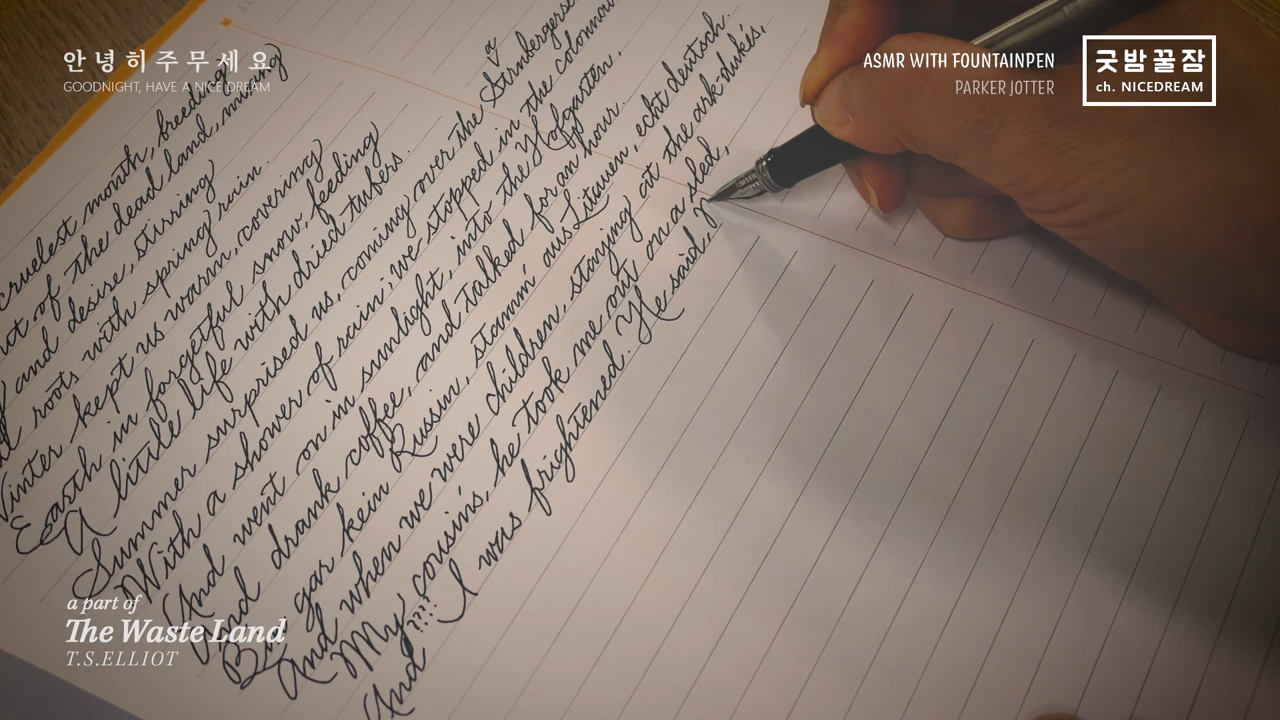 안녕히주무세요
GOODNIGHT, HAVE A NICE DREAM
ASMR WITH FOUNTAINPEN
PARKER JOTTER
굿밤꿀잠
ch. NICEDREAM
cruelest month, breeding
of the dead land, mixing
and desire, stirring
roots with spring rain.
Winter kept us warm, covering
Earth in forgetful snow, feeding
A little life with dried tubers.
Summer surprised us, coming over the
With a shower of rain; we stopped in the
And went on in sunlight, into the Hofgarten,
And drank coffee, and talked for an hour.
Bin gar kein Russin, stamm' aus Litauen, echt deutsch.
And when we were children, staying at the ark-duke's,
My cousins, he took me out on a sled,
And ???? I was frightened. He said,
a part of
The Waste Land
T.S.ELLIOT